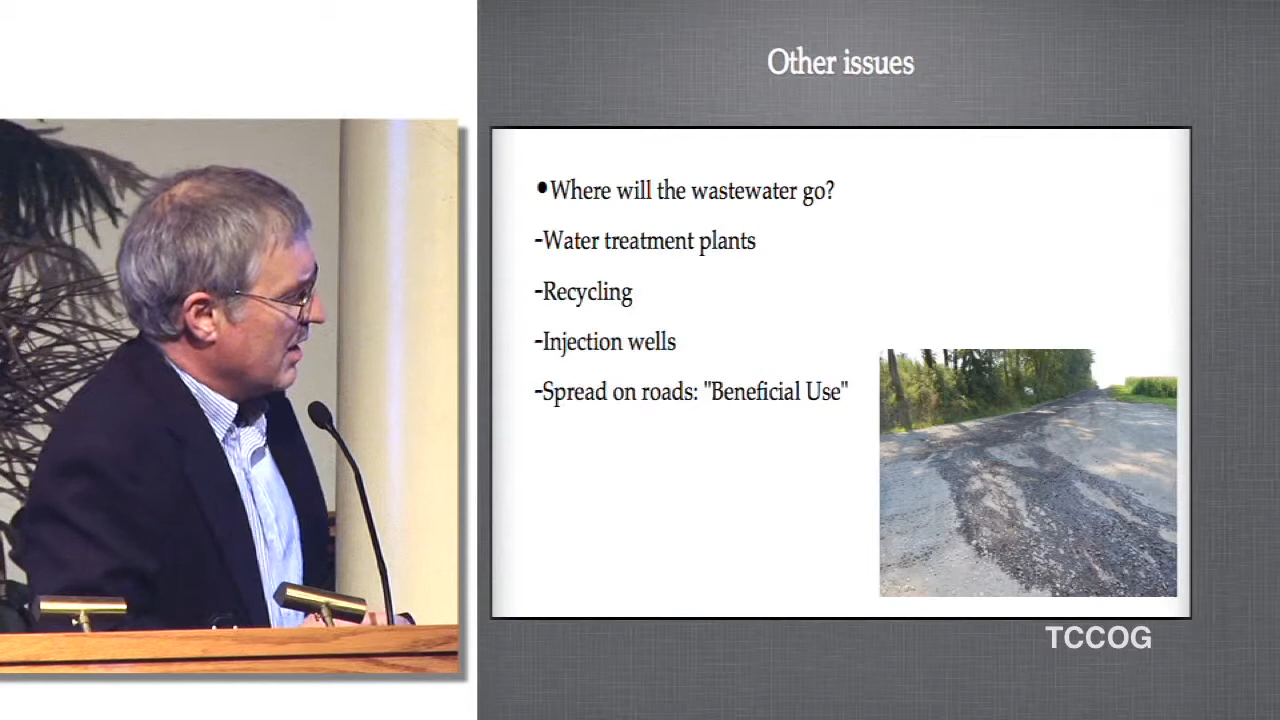 Other issues
•Where will the wastewater go?
-Water treatment plants
-Recycling
-Injection wells
-Spread on roads: "Beneficial Use"
TCCOG